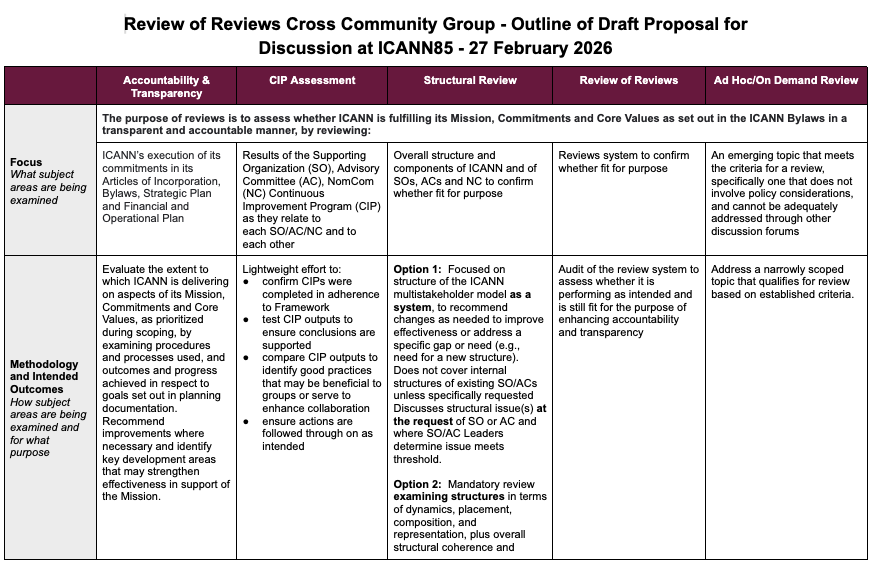 Review of Reviews Cross Community Group - Outline of Draft Proposal for
Discussion at ICANN85 - 27 February 2026
Accountability &
Transparency
CIP Assessment
Structural Review
Review of Reviews
Ad Hoc/On Demand Review
Focus
What subject
areas are being
examined
The purpose of reviews is to assess whether ICANN is fulfilling its Mission, Commitments and Core Values as set out in the ICANN Bylaws in a
transparent and accountable manner, by reviewing:
ICANN's execution of its
commitments in its
Articles of Incorporation,
Bylaws, Strategic Plan
and Financial and
Operational Plan
Results of the Supporting
Organization (SO), Advisory
Committee (AC), NomCom
(NC) Continuous
Improvement Program (CIP)
as they relate to
each SO/AC/NC and to
each other
Overall structure and
components of ICANN and of
SOs, ACs and NC to confirm
whether fit for purpose
Reviews system to confirm
whether fit for purpose
An emerging topic that meets
the criteria for a review,
specifically one that does not
involve policy considerations,
and cannot be adequately
addressed through other
discussion forums
Methodology
and Intended
Outcomes
How subject
areas are being
examined and
for what
purpose
Evaluate the extent to
which ICANN is delivering
on aspects of its Mission,
Commitments and Core
Values, as prioritized
during scoping, by
examining procedures
and processes used, and
outcomes and progress
achieved in respect to
goals set out in planning
documentation.
Recommend
improvements where
necessary and identify
key development areas
that may strengthen
effectiveness in support of
the Mission.
Lightweight effort to:
● confirm CIPs were
completed in adherence
to Framework
● test CIP outputs to
ensure conclusions are
supported
● compare CIP outputs to
identify good practices
that may be beneficial to
groups or serve to
enhance collaboration
● ensure actions are
followed through on as
intended
Option 1: Focused on
structure of the ICANN
multistakeholder model as a
system, to recommend
changes as needed to improve
effectiveness or address a
specific gap or need (e.g.,
need for a new structure).
Does not cover internal
structures of existing SO/ACs
unless specifically requested
Discusses structural issue(s) at
the request of SO or AC and
where SO/AC Leaders
determine issue meets
threshold.
Option 2: Mandatory review
examining structures in terms
of dynamics, placement,
composition, and
representation, plus overall
structural coherence and
Audit of the review system to
assess whether it is
performing as intended and
is still fit for the purpose of
enhancing accountability
and transparency
Address a narrowly scoped
topic that qualifies for review
based on established criteria.